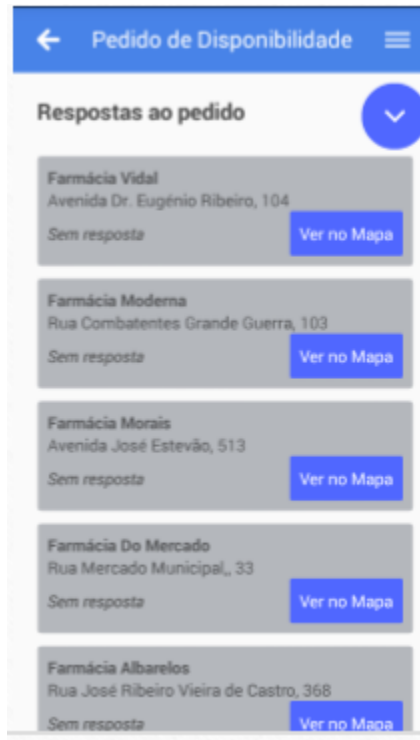 Pedido de Disponibilidade
Respostas ao pedido
Farmácia Vidal
Avenida Dr. Eugénio Ribeiro, 104
Sem resposta
Ver no Mapa
Farmácia Moderna
Rua Combatentes Grande Guerra, 103
Sem resposta
Ver no Mapa
Farmácia Morais
Avenida José Estevão, 513
Sem resposta
Ver no Mapa
Farmácia Do Mercado
Rua Mercado Municipal,, 33
Sem resposta
Ver no Mapa
Farmácia Albarelos
Rua José Ribeiro Vieira de Castro, 368
Sem resposta
Ver no Mapa